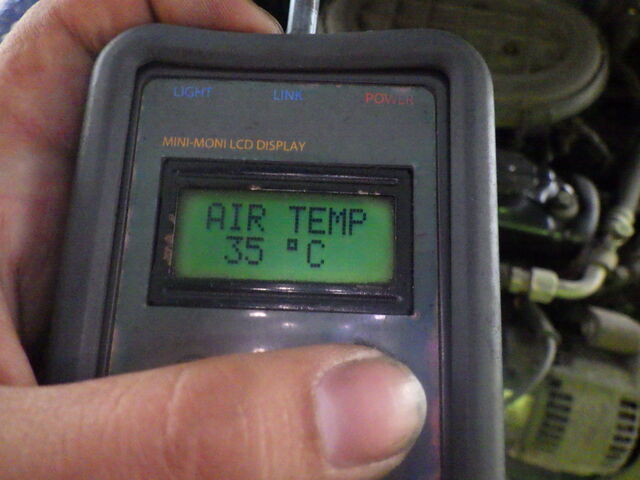 LIGHT LINK POWER
MINI-MONI LCD DISPLAY
AIR TEMP
35 °C